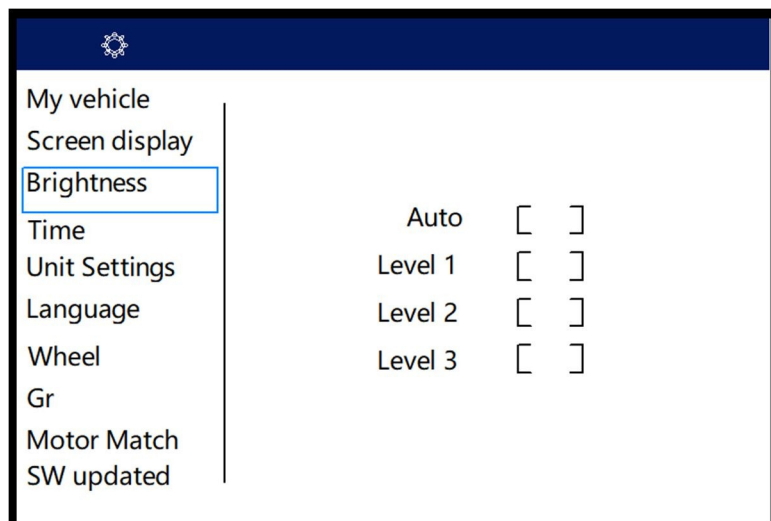 My vehicle
Screen display
Brightness
Time
Unit Settings
Language
Wheel
Gr
Motor Match
SW updated
Auto [ ]
Level 1 [ ]
Level 2 [ ]
Level 3 [ ]